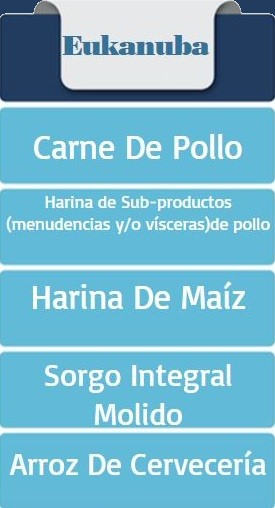 Eukanuba
Carne De Pollo
Harina de Sub-productos
(menudencias y/o vísceras)de pollo
Harina De Maíz
Sorgo Integral
Molido
Arroz De Cervecería